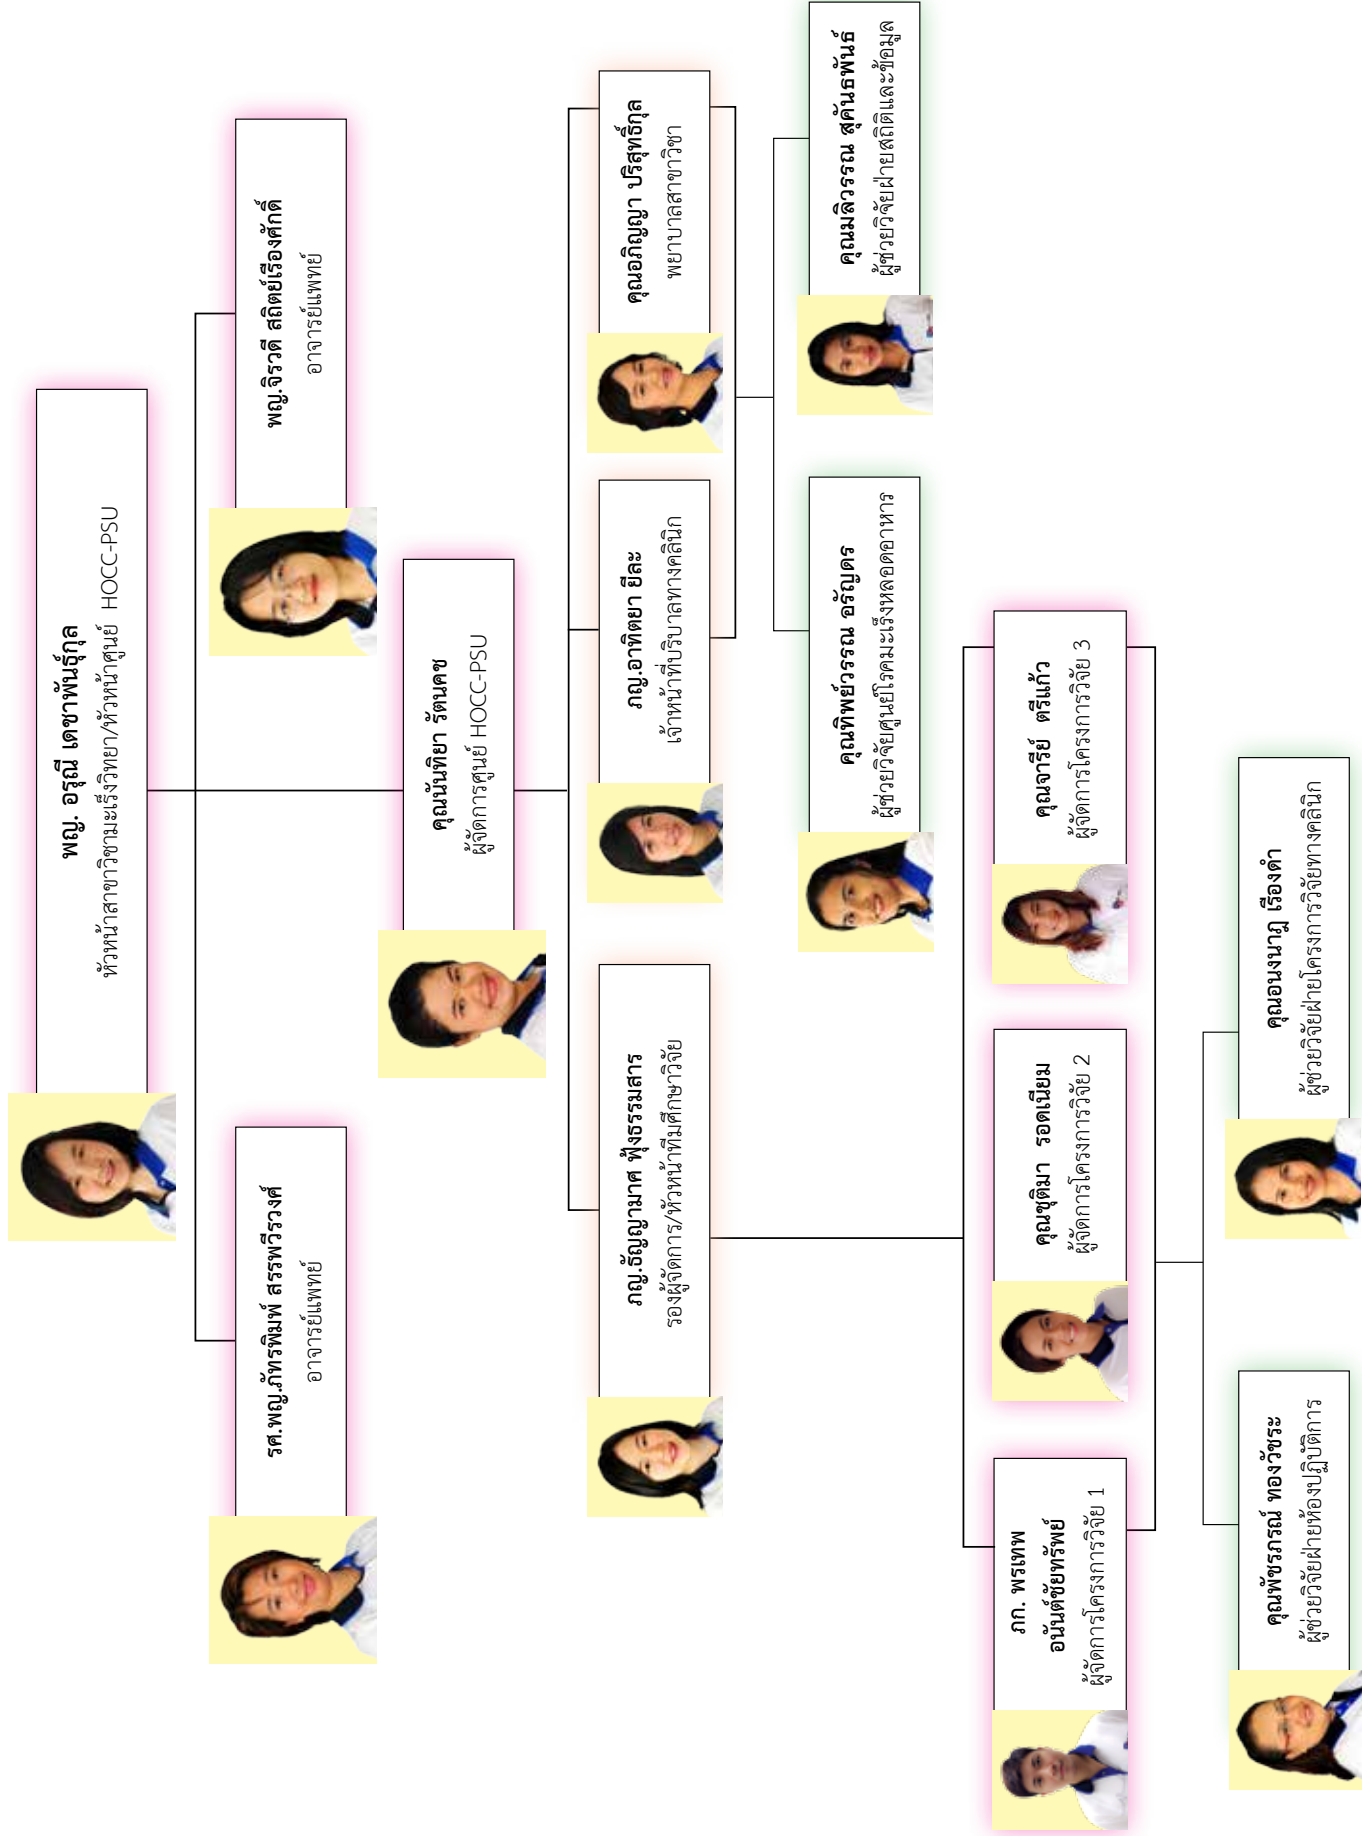 พญ. อรุณี เดชาพันธุ์กุล
หัวหน้าสาขาวิชามะเร็งวิทยา/หัวหน้าศูนย์ HOCC-PSU
รศ.พญ.ภัทรพิมพ์ สรรพวีรวงศ์
อาจารย์แพทย์
พญ.จิรวดี สถิตย์เรืองศักดิ์
อาจารย์แพทย์
คุณนันทิยา รัตนคช
ผู้จัดการศูนย์ HOCC-PSU
ภญ.ธัญญามาศ ฟุ้งธรรมสาร
รองผู้จัดการ/หัวหน้าทีมศึกษาวิจัย
ภญ.อาทิตยา ยีละ
เจ้าหน้าที่บริบาลทางคลินิก
คุณอภิญญา ปริสุทธิ์กุล
พยาบาลสาขาวิชา
คุณทิพย์วรรณ อรัญดร
ผู้ช่วยวิจัยศูนย์โรคมะเร็งหลอดอาหาร
คุณมลิวรรณ สุคันธพันธ์
ผู้ช่วยวิจัยฝ่ายสถิติและข้อมูล
ภก. พรเทพ
อนันต์ชัยทรัพย์
ผู้จัดการโครงการวิจัย 1
คุณชุติมา รอดเนียม
ผู้จัดการโครงการวิจัย 2
คุณจารีย์ ตรีแก้ว
ผู้จัดการโครงการวิจัย 3
คุณพัชรภรณ์ ทองวัชระ
ผู้ช่วยวิจัยฝ่ายห้องปฏิบัติการ
คุณอนงนาฏ เรืองดำ
ผู้ช่วยวิจัยฝ่ายโครงการวิจัยทางคลินิก